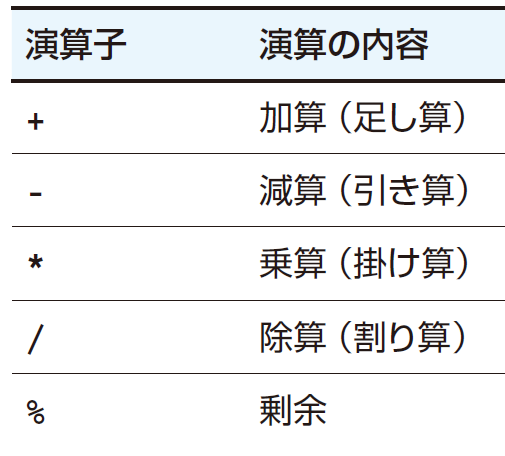 演算子 演算の内容
+ 加算（足し算）
- 減算（引き算）
* 乗算（掛け算）
/ 除算（割り算）
% 剰余